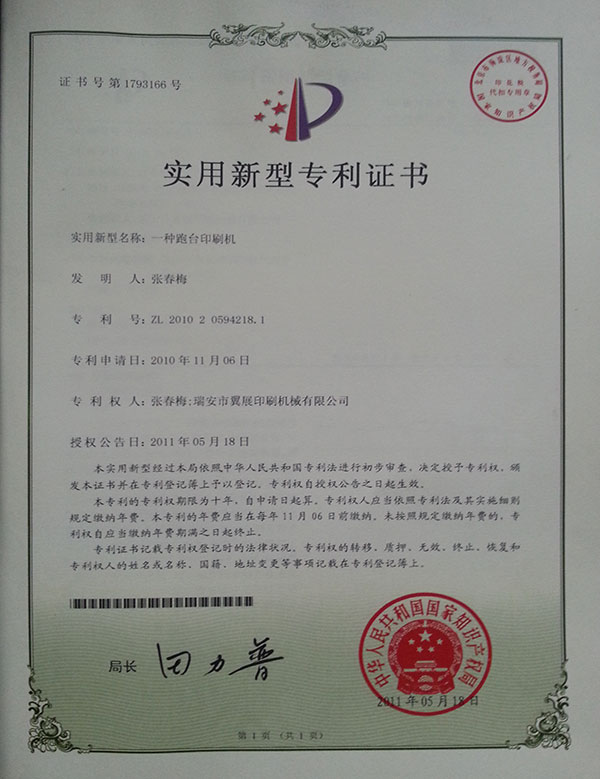 证书号第1793166号
印花税
代扣专用章
实用新型专利证书
实用新型名称：一种跑台印刷机
发明人：张春梅
专利号：ZL 2010 2 0594218.1
专利申请日：2010年11月06日
专利权人：张春梅;瑞安市翼展印刷机械有限公司
授权公告日：2011年05月18日
本实用新型经过本局依照中华人民共和国专利法进行初步审查，决定授予专利权，颁
发本证书并在专利登记簿上予以登记。专利权自授权公告之日起生效。
本专利的专利权期限为十年，自申请日起算。专利权人应当依照专利法及其实施细则
规定缴纳年费。本专利的年费应当在每年11月06日前缴纳。未按照规定缴纳年费的，专
利权自应当缴纳年费期满之日起终止。
专利证书记载专利权登记时的法律状况。专利权的转移、质押、无效、终止、恢复和
专利权人的姓名或名称、国籍、地址变更等事项记载在专利登记簿上。
局长
田力普
中华人民共和国国家知识产权局
2011年05月18日
第1页（共1页）